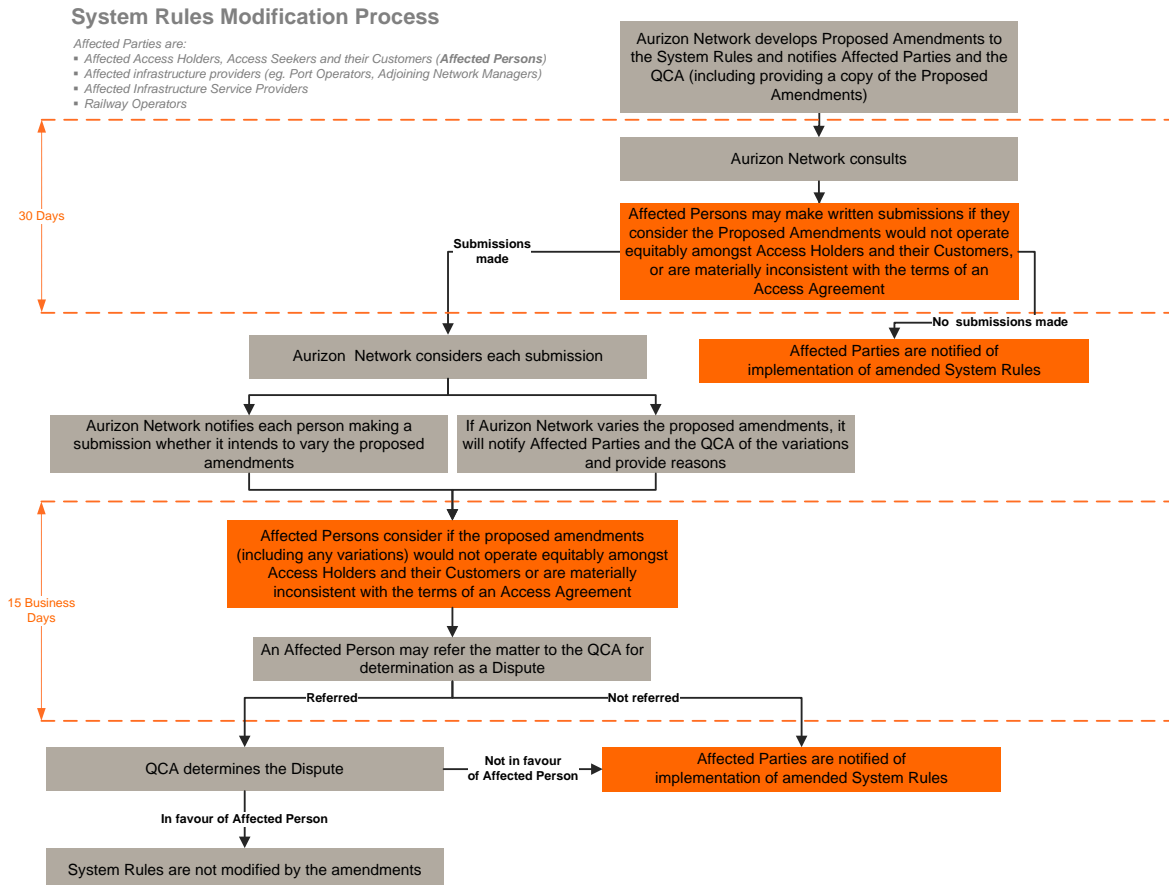 System Rules Modification Process
Affected Parties are:
▪ Affected Access Holders, Access Seekers and their Customers (Affected Persons)
▪ Affected infrastructure providers (eg. Port Operators, Adjoining Network Managers)
▪ Affected Infrastructure Service Providers
▪ Railway Operators
Aurizon Network develops Proposed Amendments to
the System Rules and notifies Affected Parties and the
QCA (including providing a copy of the Proposed
Amendments)
Aurizon Network consults
30 Days
Affected Persons may make written submissions if they
consider the Proposed Amendments would not operate
equitably amongst Access Holders and their Customers,
or are materially inconsistent with the terms of an
Access Agreement
Submissions
made
No submissions made
Aurizon Network considers each submission
Affected Parties are notified of
implementation of amended System Rules
Aurizon Network notifies each person making a
submission whether it intends to vary the proposed
amendments
If Aurizon Network varies the proposed amendments, it
will notify Affected Parties and the QCA of the variations
and provide reasons
15 Business
Days
Affected Persons consider if the proposed amendments
(including any variations) would not operate equitably amongst
Access Holders and their Customers or are materially
inconsistent with the terms of an Access Agreement
An Affected Person may refer the matter to the QCA for
determination as a Dispute
Referred
Not referred
QCA determines the Dispute
Not in favour
of Affected Person
Affected Parties are notified of
implementation of amended System Rules
In favour of Affected Person
System Rules are not modified by the amendments